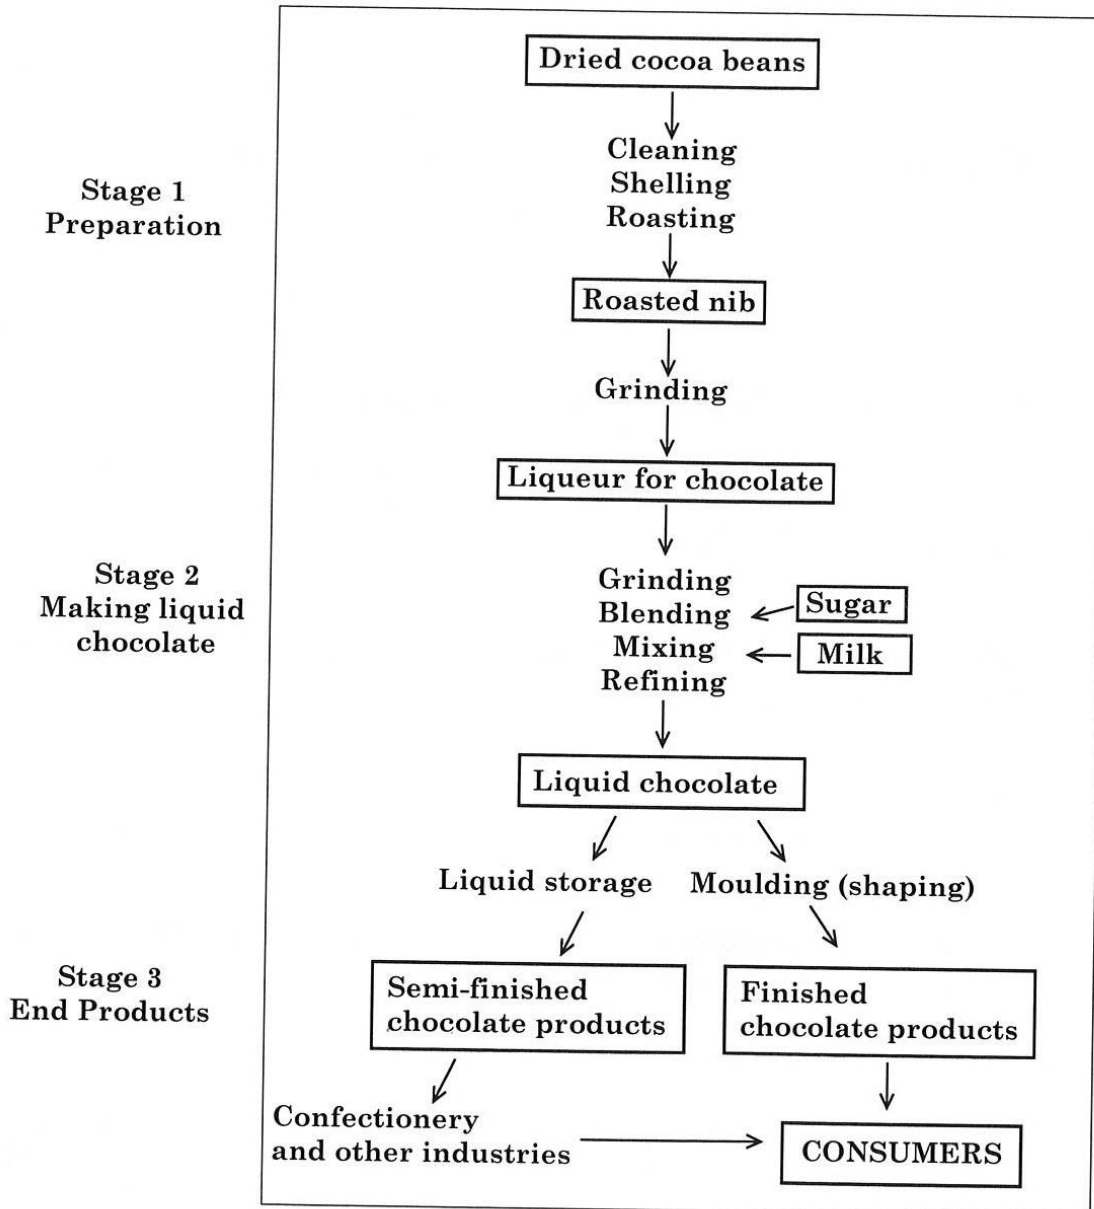 Dried cocoa beans
Cleaning
Shelling
Roasting
Stage 1
Preparation
Roasted nib
Grinding
Liqueur for chocolate
Stage 2
Making liquid
chocolate
Grinding
Blending
Mixing
Refining
Sugar
Milk
Liquid chocolate
Liquid storage
Moulding (shaping)
Stage 3
End Products
Semi-finished
chocolate products
Finished
chocolate products
Confectionery
and other industries
CONSUMERS